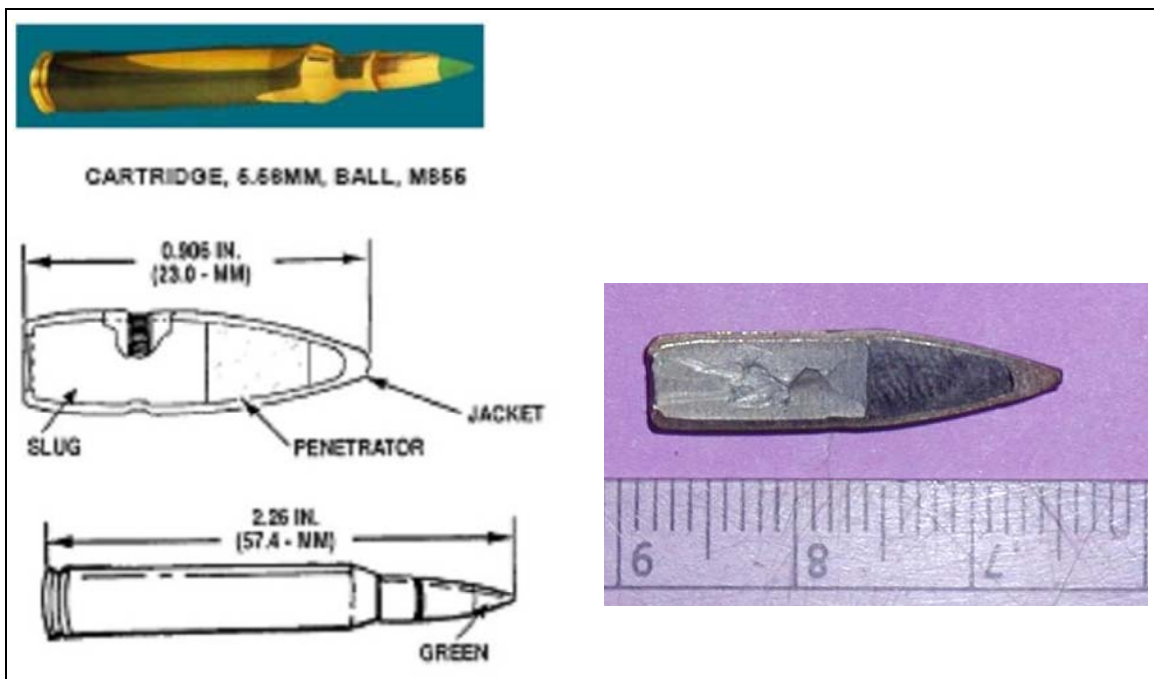 CARTRIDGE, 5.56MM, BALL, M855
0.906 IN.
(23.0 - MM)
JACKET
SLUG
PENETRATOR
2.26 IN.
(57.4 - MM)
GREEN
9
8
7